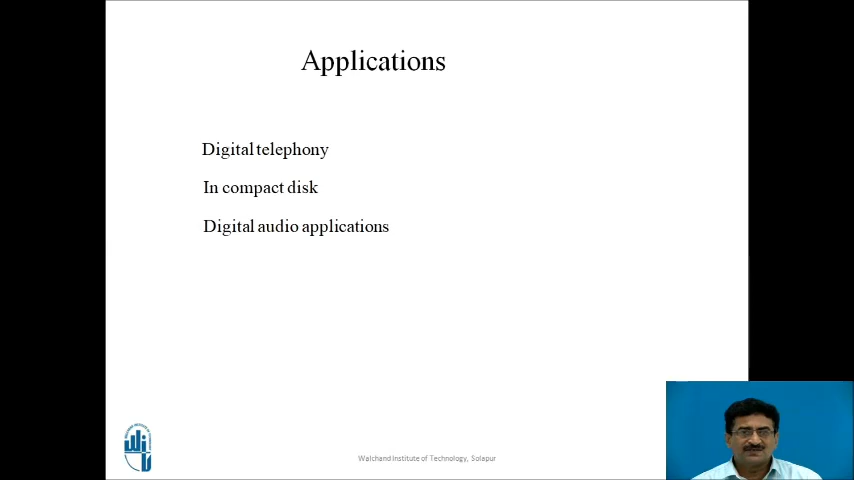 Applications
Digital telephony
In compact disk
Digital audio applications
Walchand Institute of Technology, Solapur